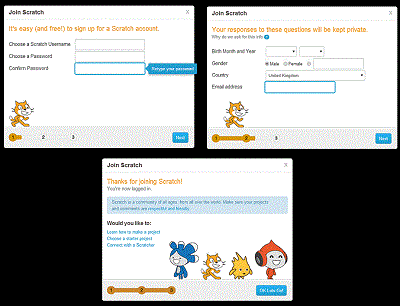 Join Scratch X
It's easy (and free!) to sign up for a Scratch account.
Choose a Scratch Username
Choose a Password
Confirm Password
Retype your password
1 2 3
Next
Join Scratch X
Your responses to these questions will be kept private.
Why do we ask for this info ?
Birth Month and Year
Gender Male Female
Country United Kingdom
Email address
1 2 3
Next
Join Scratch X
Thanks for joining Scratch!
You're now logged in.
Scratch is a community of all ages, from all over the world. Make sure your projects
and comments are respectful and friendly.
Would you like to:
Learn how to make a project
Choose a starter project
Connect with a Scratcher
1 2 3
OK Lets Go!